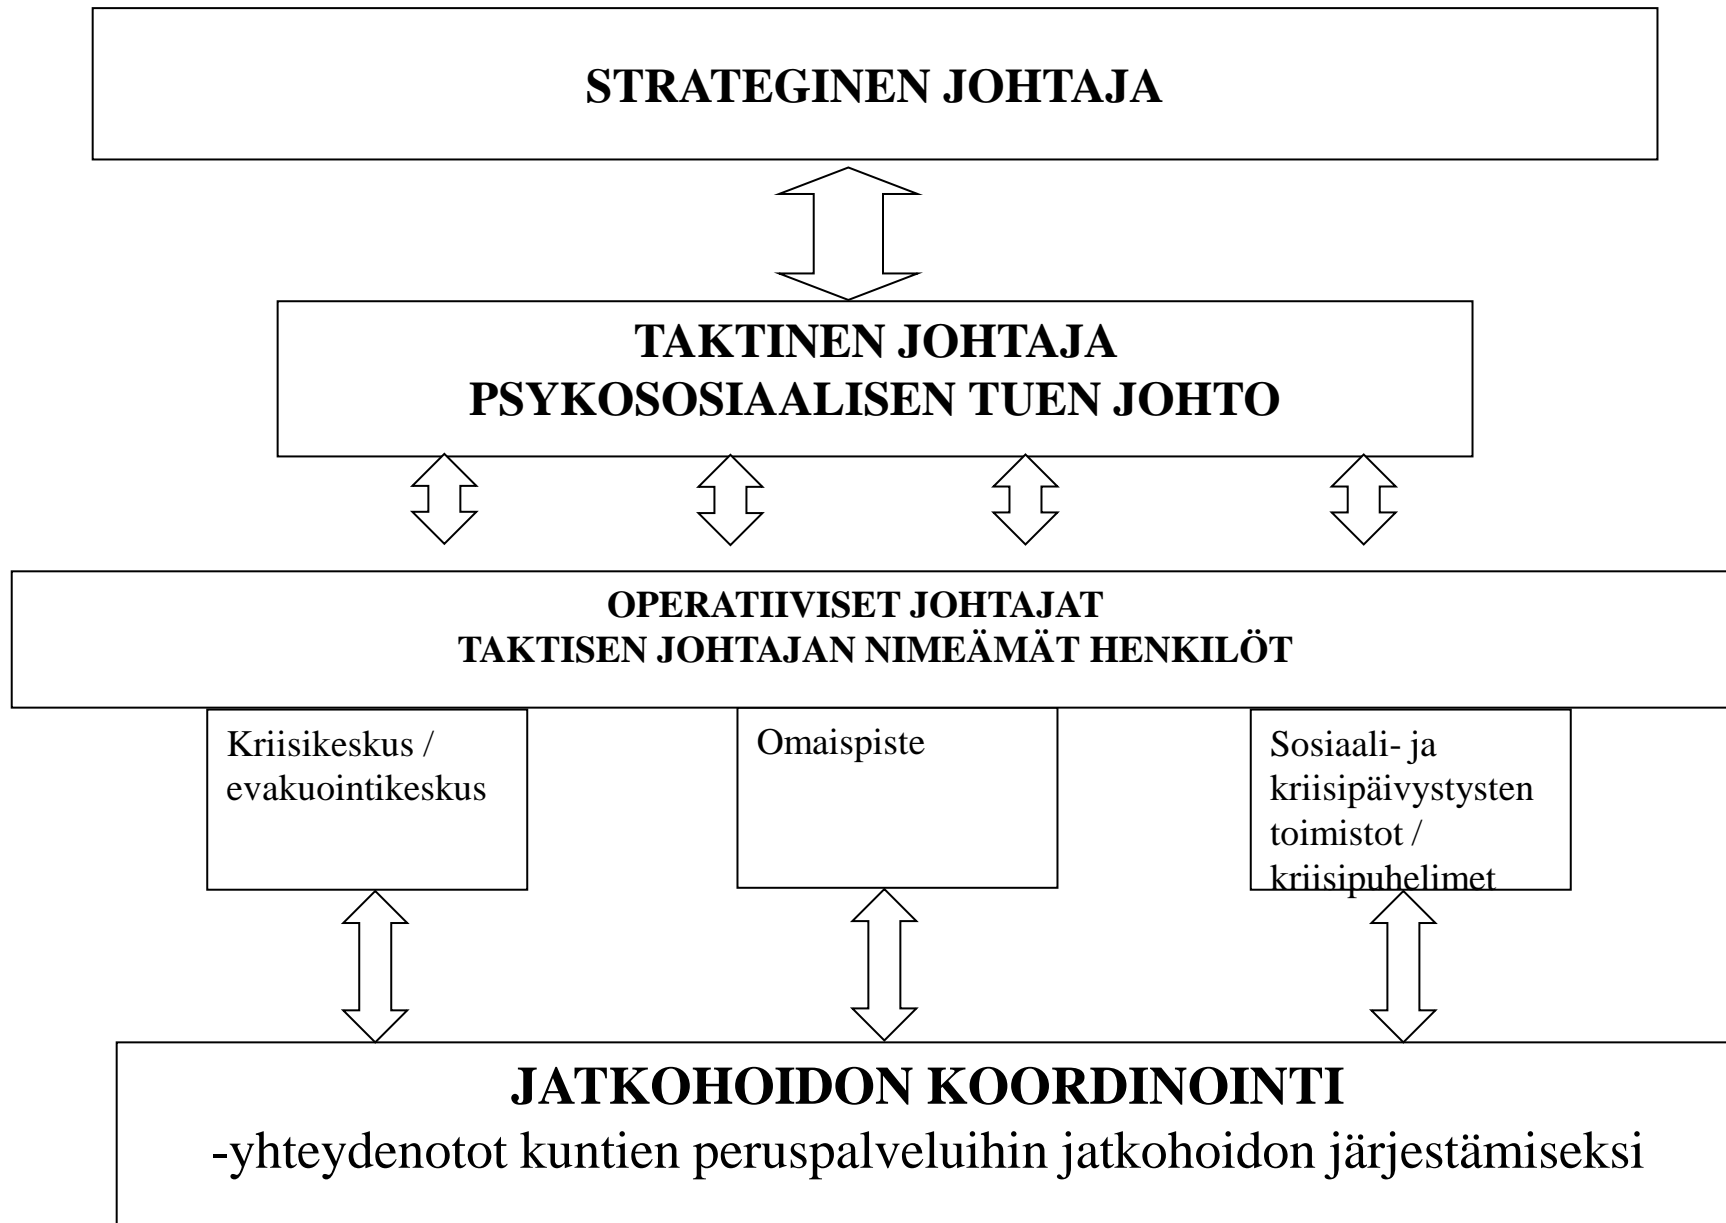 STRATEGINEN JOHTAJA
TAKTINEN JOHTAJA
PSYKOSOSIAALISEN TUEN JOHTO
OPERATIIVISET JOHTAJAT
TAKTISEN JOHTAJAN NIMEÄMÄT HENKILÖT
Kriisikeskus /
evakuointikeskus
Omaispiste
Sosiaali- ja
kriisipäivystysten
toimistot /
kriisipuhelimet
JATKOHOIDON KOORDINOINTI
-yhteydenotot kuntien peruspalveluihin jatkohoidon järjestämiseksi